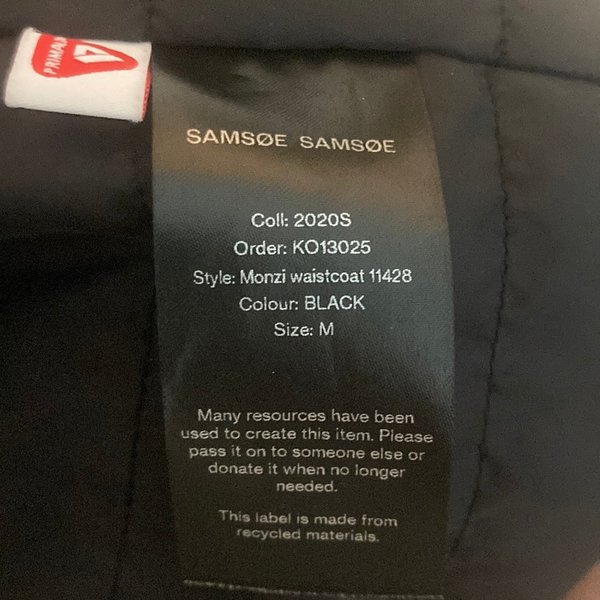 PRIMALO
SAMSØE SAMSØE
Coll: 2020S
Order: KO13025
Style: Monzi waistcoat 11428
Colour: BLACK
Size: M
Many resources have been
used to create this item. Please
pass it on to someone else or
donate it when no longer
needed.
This label is made from
recycled materials.